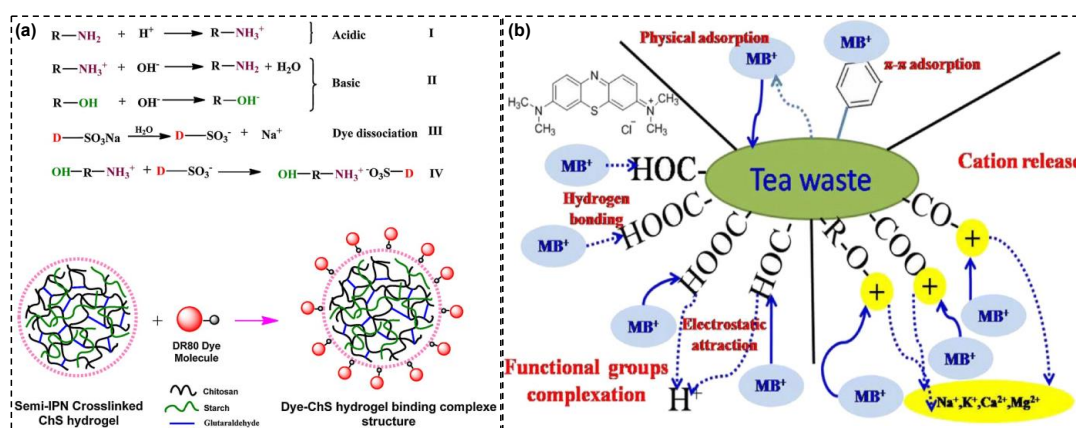 (a)
R—NH₂ + H⁺ → R—NH₃⁺ } Acidic I
R—NH₃⁺ + OH⁻ → R—NH₂ + H₂O
Basic II
R—OH + OH⁻ → R—OH⁻
D—SO₃Na H₂O → D—SO₃⁻ + Na⁺ Dye dissociation III
OH—R—NH₃⁺ + D—SO₃⁻ → OH—R—NH₃⁺⁻O₃S—D IV
+
DR80 Dye
Molecule
Semi-IPN Crosslinked
ChS hydrogel
Chitosan
Starch
Glutaraldehyde
Dye-ChS hydrogel binding complexe
structure
(b)
Physical adsorption
MB⁺
MB⁺
π-π adsorption
N
H₃C
N
CH₃
S
N⁺
CH₃
CH₃
Cl⁻
Cation release
MB⁺
HOC-
Tea waste
Hydrogen
bonding
MB⁺
HOOC-
HOOC-
HOC-
-R-O-
-COO-
-CO-
+
+
+
MB⁺
Electrostatic
attraction
MB⁺
MB⁺
MB⁺
MB⁺
Functional groups
complexation
H⁺
Na⁺,K⁺,Ca²⁺,Mg²⁺